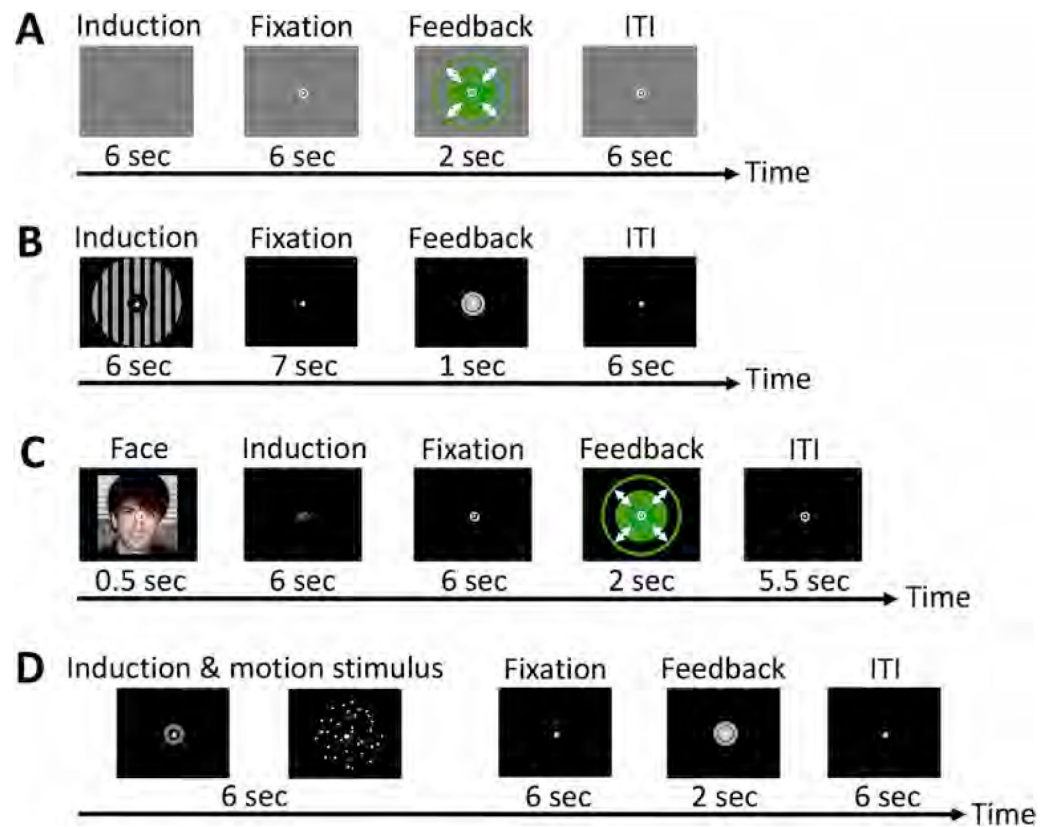 A
Induction Fixation Feedback ITI
6 sec 6 sec 2 sec 6 sec
Time
B
Induction Fixation Feedback ITI
6 sec 7 sec 1 sec 6 sec
Time
C
Face Induction Fixation Feedback ITI
0.5 sec 6 sec 6 sec 2 sec 5.5 sec
Time
D
Induction & motion stimulus Fixation Feedback ITI
6 sec 6 sec 2 sec 6 sec
Time